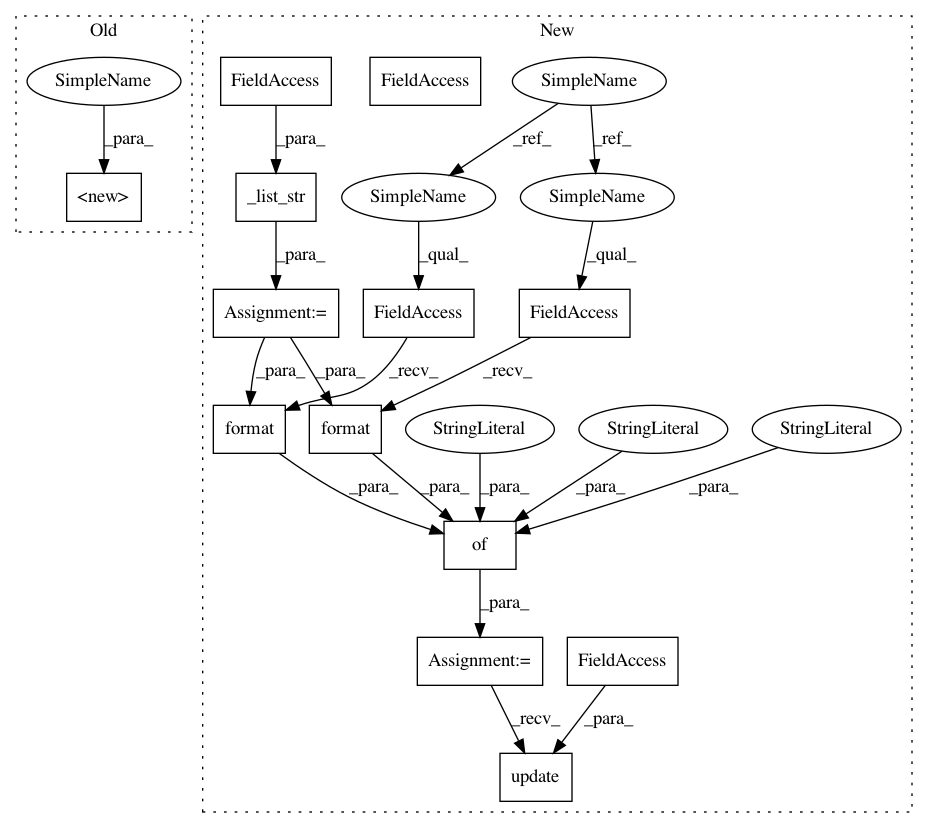 Old
New
SimpleName
FieldAccess
FieldAccess
SimpleName
_para_
_para_
_ref_
_ref_
<new>
_list_str
SimpleName
SimpleName
_para_
_qual_
_qual_
Assignment:=
FieldAccess
FieldAccess
_para_
_para_
_recv_
_recv_
format
format
StringLiteral
StringLiteral
StringLiteral
_para_
_para_
_para_
_para_
_para_
of
_para_
Assignment:=
FieldAccess
_recv_
_para_
update